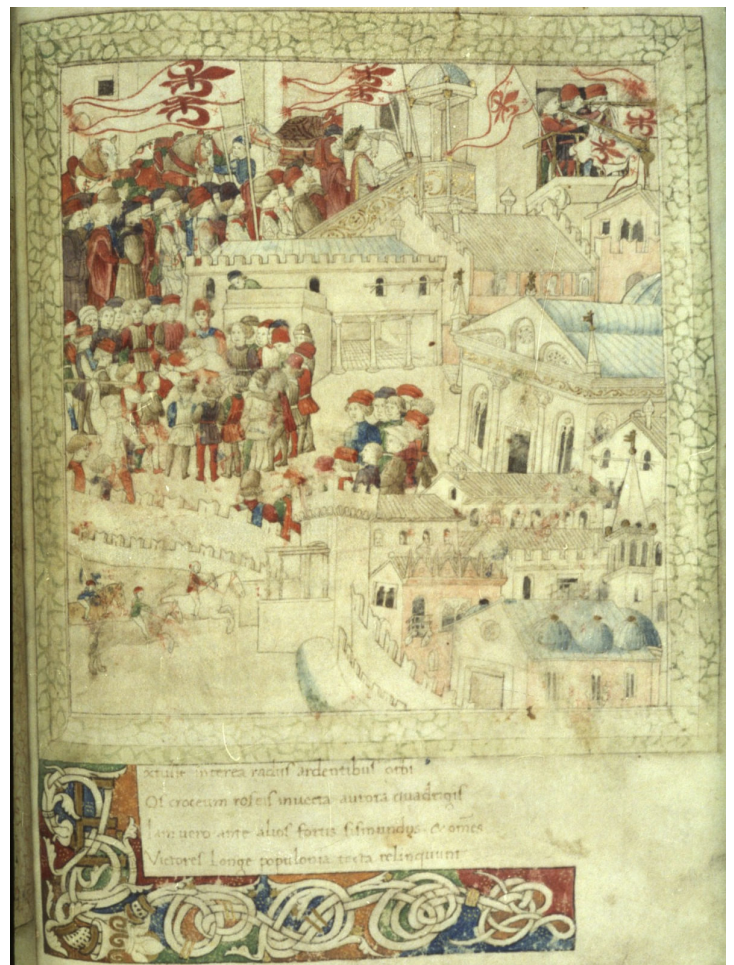 Extulit interea radiis ardentibus orbi
Os croceum roseis inuecta aurora quadrigis
Iam uero ante alios fortis sismundus & omnes
Victores Longe populonia tecta relinquunt